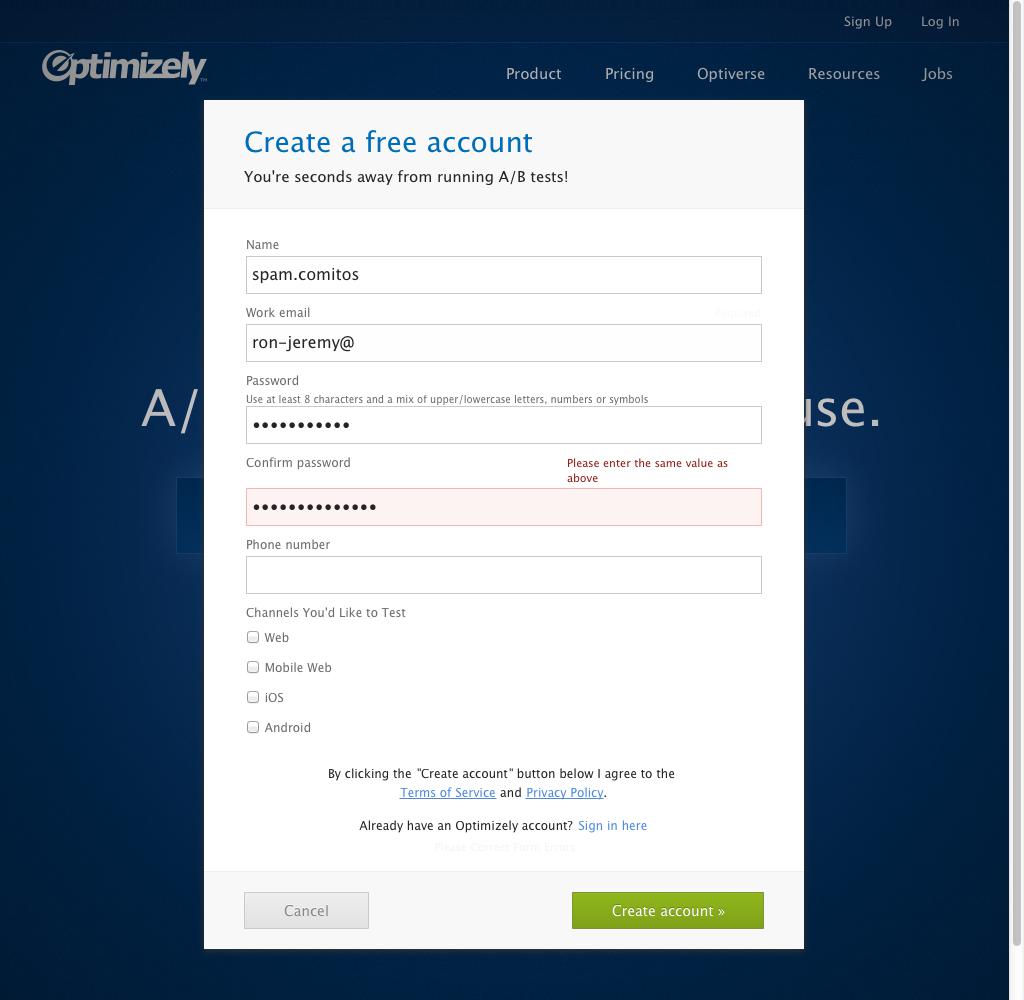 Sign Up Log In
Optimizely™
Product Pricing Optiverse Resources Jobs
Create a free account
You're seconds away from running A/B tests!
Name
spam.comitos
Work email Required
ron-jeremy@
A/ use.
Password
Use at least 8 characters and a mix of upper/lowercase letters, numbers or symbols
•••••••••••
Confirm password Please enter the same value as
above
••••••••••••••
Phone number
Channels You'd Like to Test
Web
Mobile Web
iOS
Android
By clicking the "Create account" button below I agree to the
Terms of Service and Privacy Policy.
Already have an Optimizely account? Sign in here
Please Correct Form Errors
Cancel Create account »